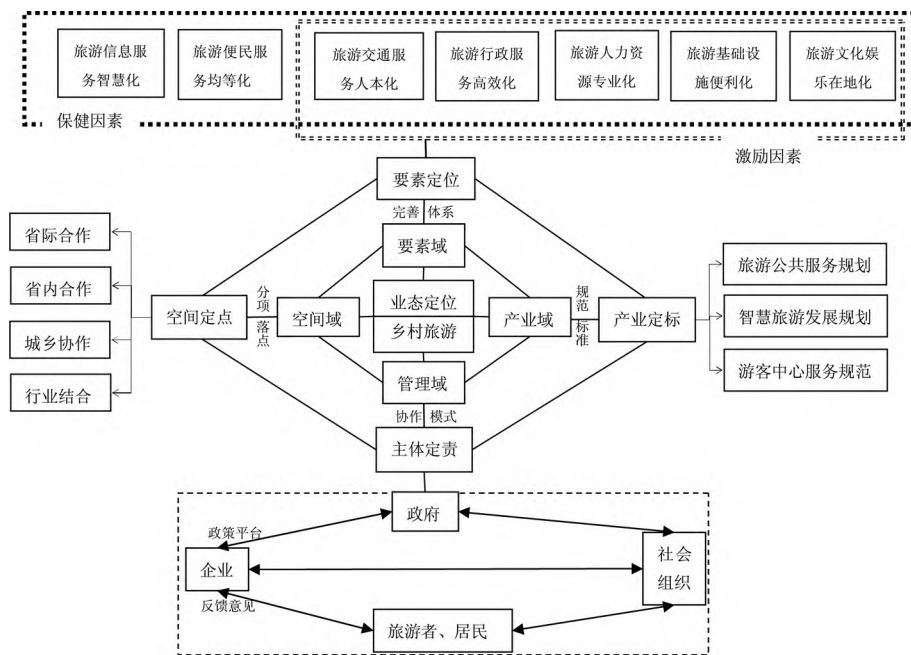 旅游信息服
务智慧化
旅游便民服
务均等化
旅游交通服
务人本化
旅游行政服
务高效化
旅游人力资
源专业化
旅游基础设
施便利化
旅游文化娱
乐在地化
保健因素
激励因素
要素定位
完善 体系
要素域
省际合作
省内合作
城乡协作
行业结合
空间定点
分项
落点
空间域
业态定位
乡村旅游
产业域
规范
标准
产业定标
旅游公共服务规划
智慧旅游发展规划
游客中心服务规范
管理域
协作 模式
主体定责
政府
政策平台
企业
社会
组织
反馈意见
旅游者、居民